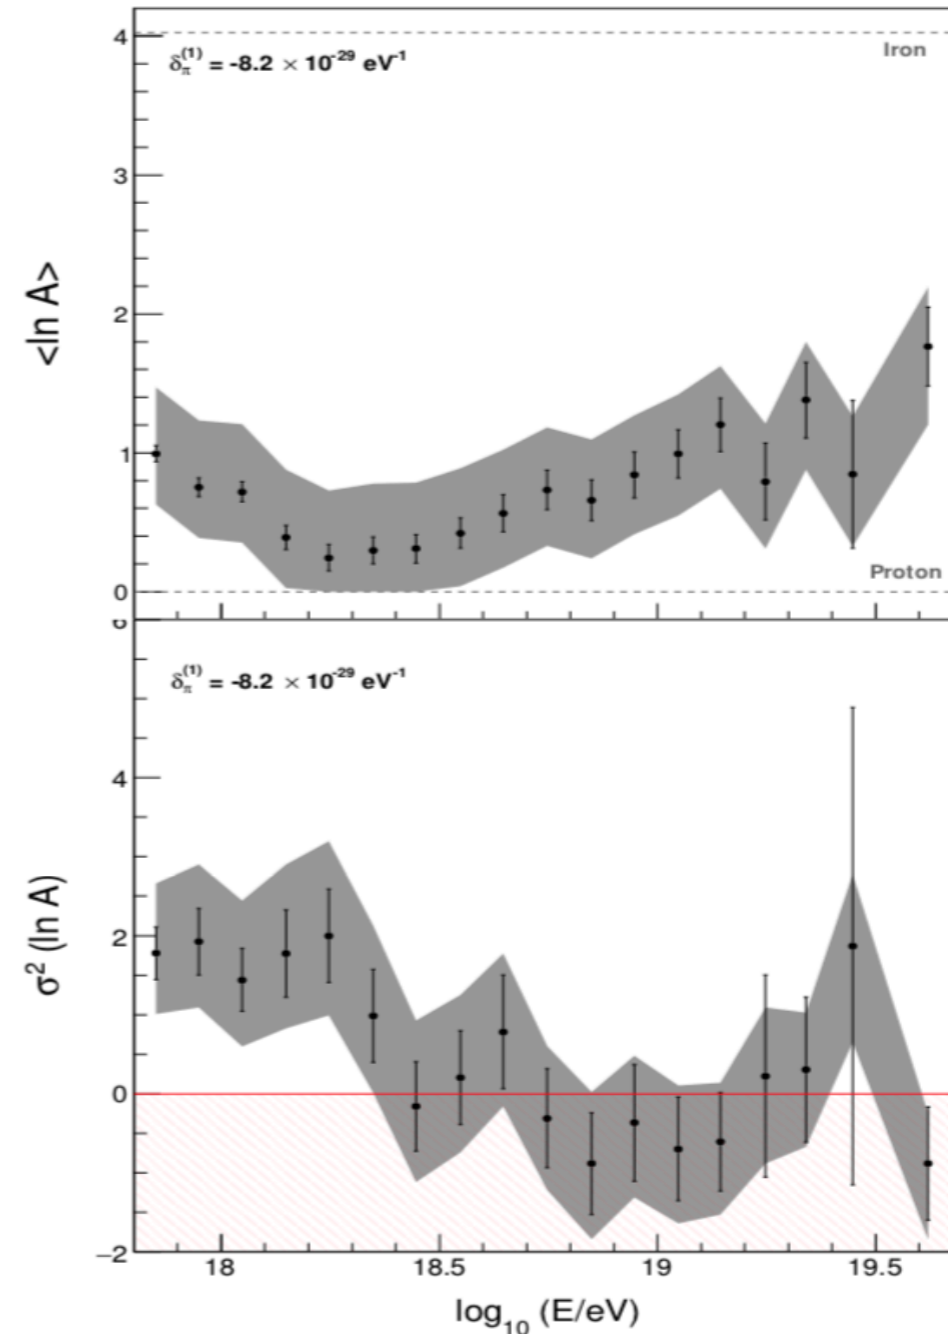 4
δπ(1) = -8.2 × 10-29 eV-1
Iron
3
<ln A>
2
1
Proton
0
6
δπ(1) = -8.2 × 10-29 eV-1
4
σ2 (ln A)
2
0
−2
18 18.5 19 19.5
log10 (E/eV)